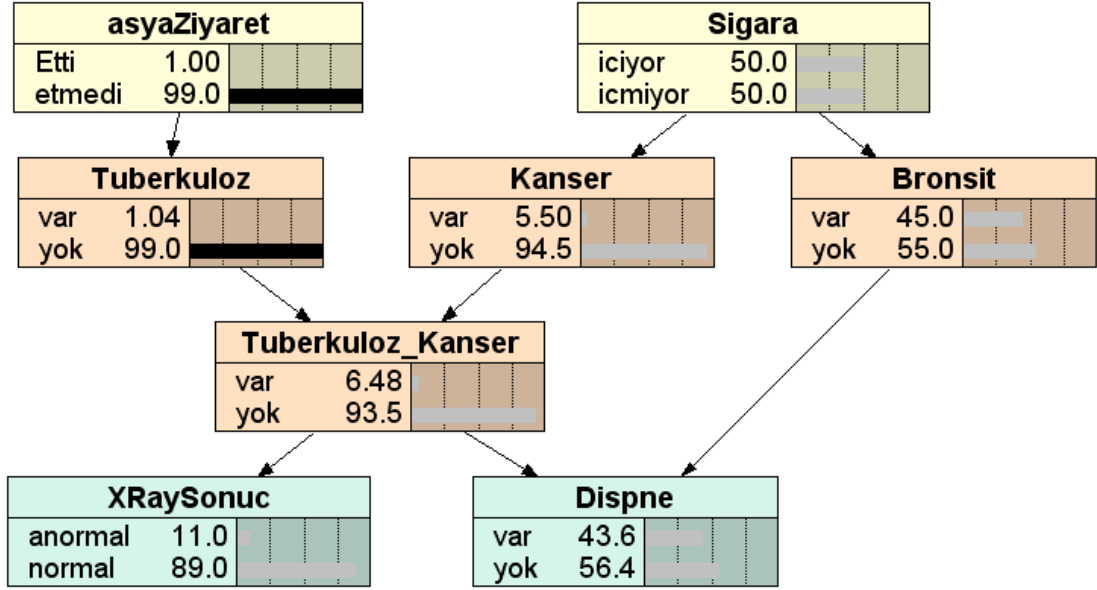 asyaZiyaret
Etti 1.00
etmedi 99.0
Sigara
iciyor 50.0
icmiyor 50.0
Tuberkuloz
var 1.04
yok 99.0
Kanser
var 5.50
yok 94.5
Bronsit
var 45.0
yok 55.0
Tuberkuloz_Kanser
var 6.48
yok 93.5
XRaySonuc
anormal 11.0
normal 89.0
Dispne
var 43.6
yok 56.4